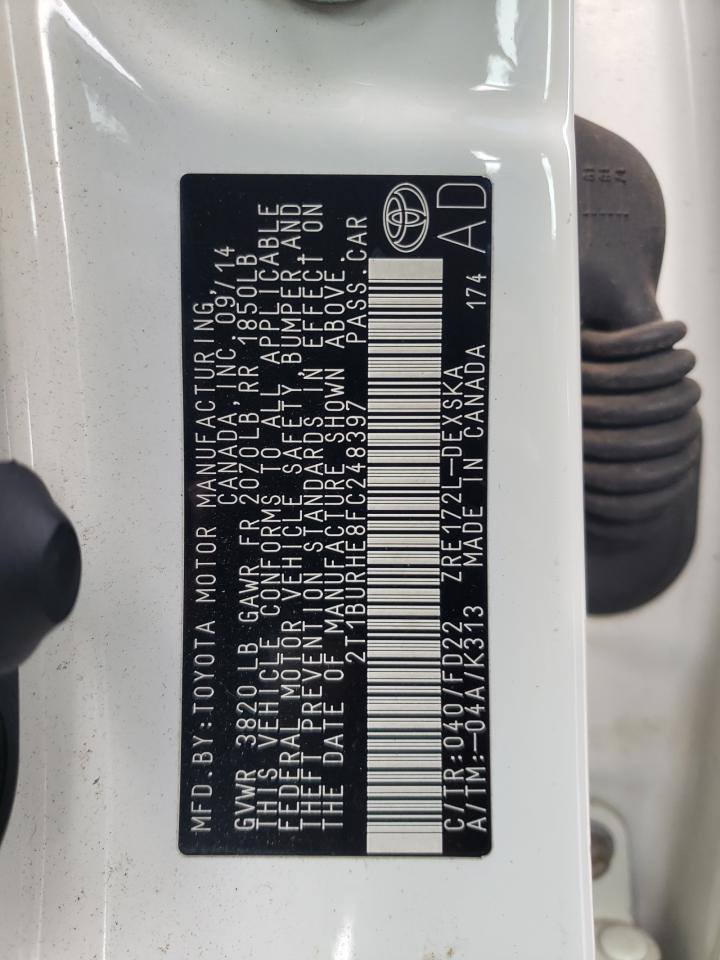 MFD.BY:TOYOTA MOTOR MANUFACTURING,
CANADA, INC. 09/14
GVWR 3820 LB GAWR FR 2070LB, RR 1850LB
THIS VEHICLE CONFORMS TO ALL APPLICABLE
FEDERAL MOTOR VEHICLE SAFETY, BUMPER, AND
THEFT PREVENTION STANDARDS IN EFFECT ON
THE DATE OF MANUFACTURE SHOWN ABOVE.
2T1BURHE8FC248397 PASS.CAR
C/TR:040/FD22 ZRE172L-DEXSKA
A/TM:-04A/K313 MADE IN CANADA 174
AD